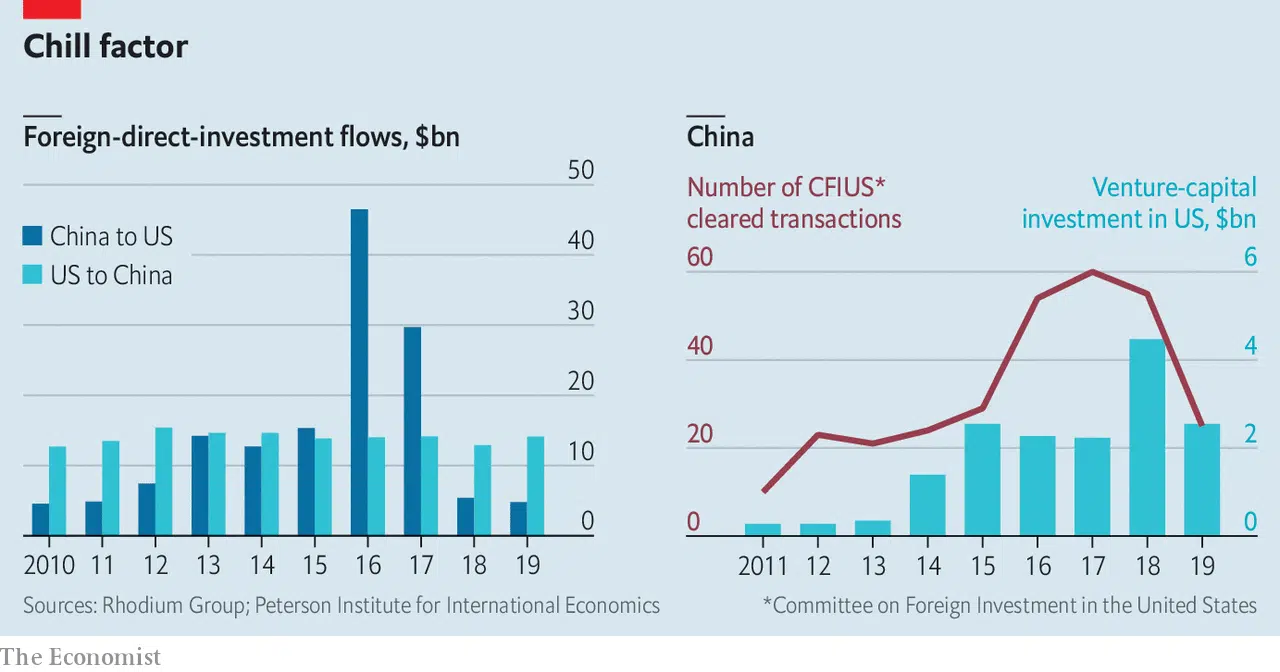 Chill factor
Foreign-direct-investment flows, $bn
50
China to US
40
US to China
30
20
10
0
2010 11 12 13 14 15 16 17 18 19
Sources: Rhodium Group; Peterson Institute for International Economics
China
Number of CFIUS*
cleared transactions
Venture-capital
investment in US, $bn
60 6
40 4
20 2
0 0
2011 12 13 14 15 16 17 18 19
*Committee on Foreign Investment in the United States
The Economist